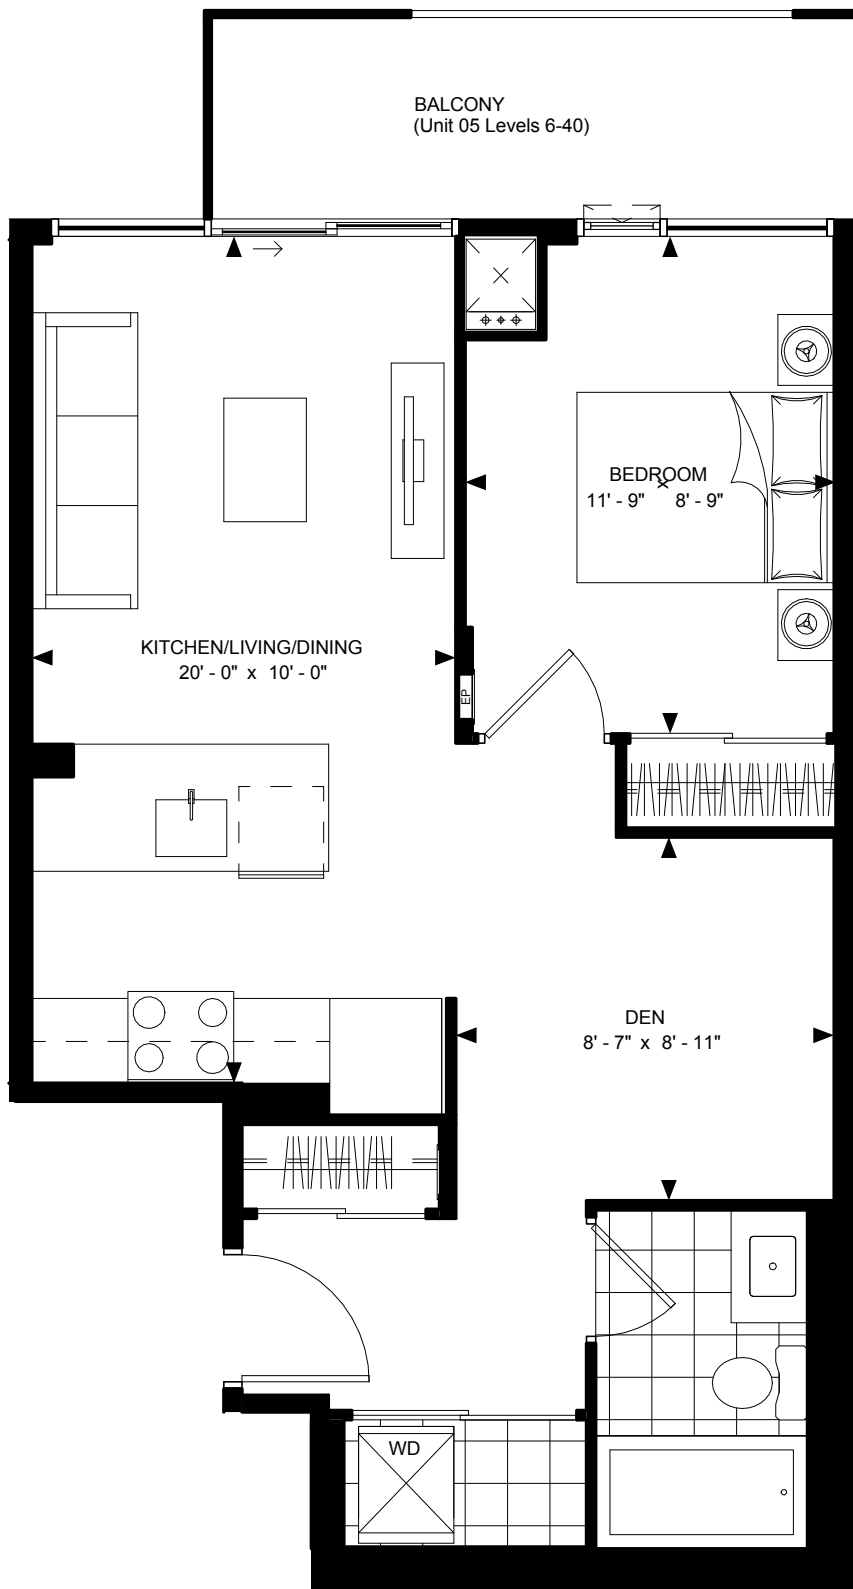 BALCONY
(Unit 05 Levels 6-40)
BEDROOM
11' - 9" x 8' - 9"
KITCHEN/LIVING/DINING
20' - 0" x 10' - 0"
EP
DEN
8' - 7" x 8' - 11"
WD